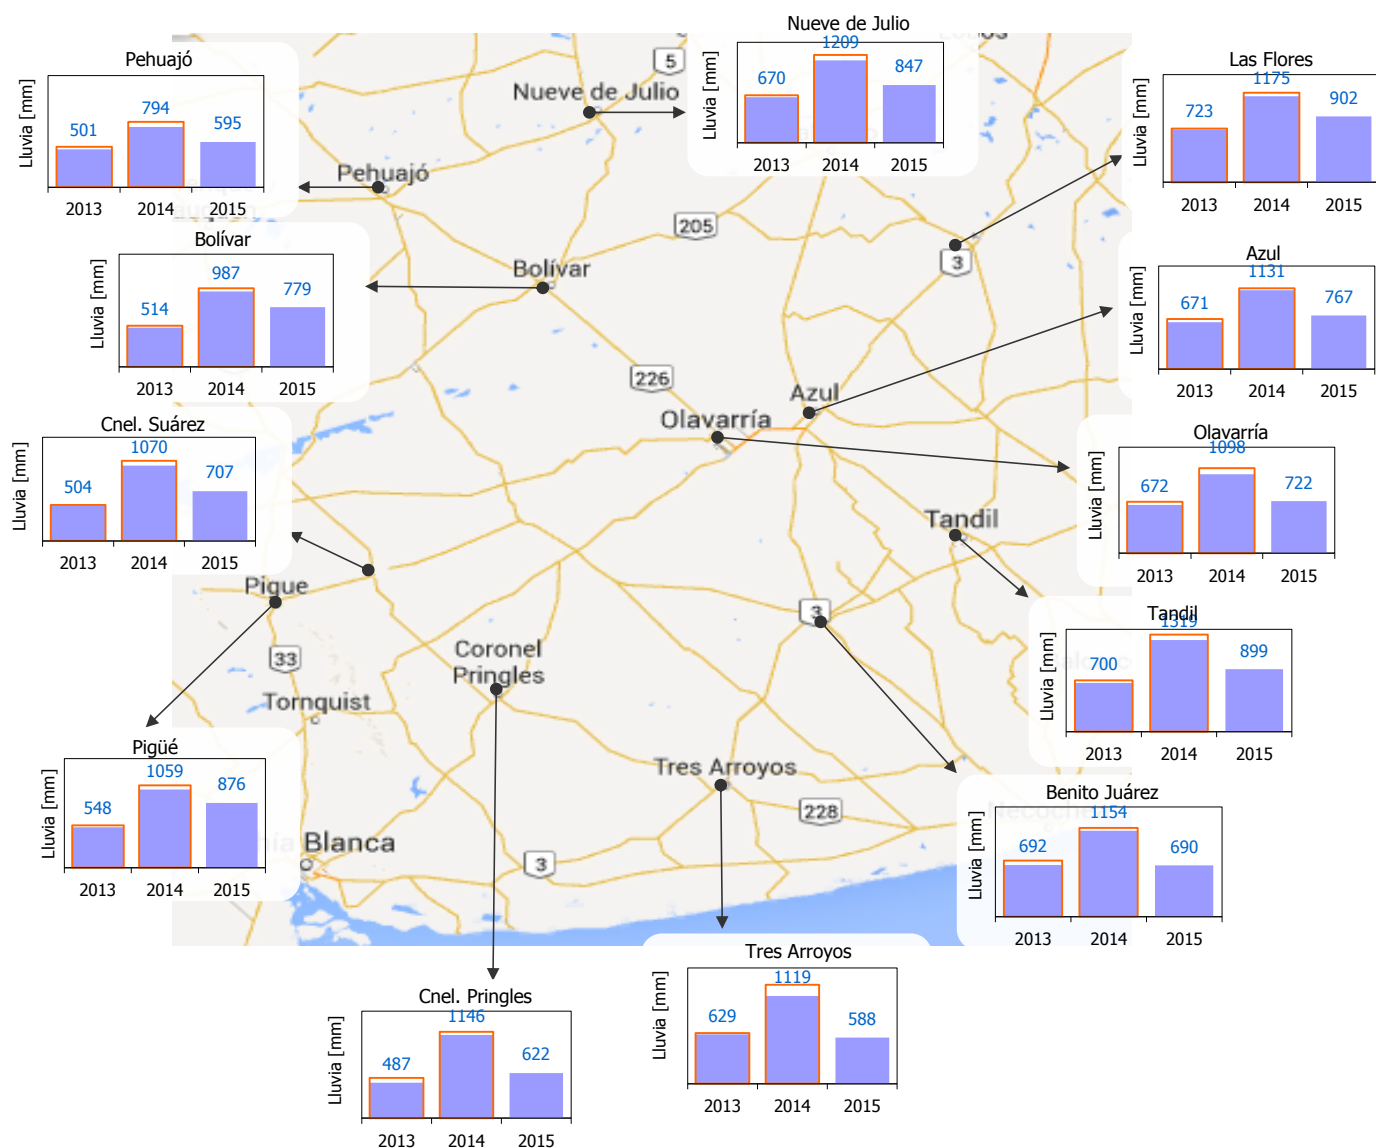 Nueve de Julio
Lluvia [mm]
670
1209
847
2013
2014
2015
Pehuajó
Lluvia [mm]
501
794
595
2013
2014
2015
Las Flores
Lluvia [mm]
723
1175
902
2013
2014
2015
5
Nueve de Julio
Pehuajó
205
Bolívar
3
Bolívar
Lluvia [mm]
514
987
779
2013
2014
2015
Azul
Lluvia [mm]
671
1131
767
2013
2014
2015
226
Azul
Olavarría
Cnel. Suárez
Lluvia [mm]
504
1070
707
2013
2014
2015
Olavarría
Lluvia [mm]
672
1098
722
2013
2014
2015
Tandil
Pigue
3
33
Coronel
Pringles
Tornquist
Tandil
Lluvia [mm]
700
1319
899
2013
2014
2015
Pigüé
Lluvia [mm]
548
1059
876
2013
2014
2015
Tres Arroyos
228
Blanca
3
Benito Juárez
Lluvia [mm]
692
1154
690
2013
2014
2015
Tres Arroyos
Lluvia [mm]
629
1119
588
2013
2014
2015
Cnel. Pringles
Lluvia [mm]
487
1146
622
2013
2014
2015